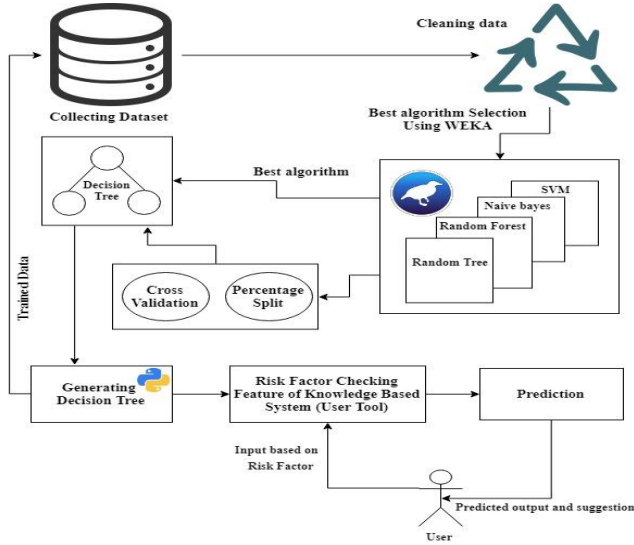 Cleaning data
Collecting Dataset
Best algorithm Selection
Using WEKA
Best algorithm
Decision
Tree
SVM
Naive bayes
Random Forest
Random Tree
Cross
Validation
Percentage
Split
Trained Data
Generating
Decision Tree
Risk Factor Checking
Feature of Knowledge Based
System (User Tool)
Prediction
Input based on
Risk Factor
Predicted output and suggestion
User